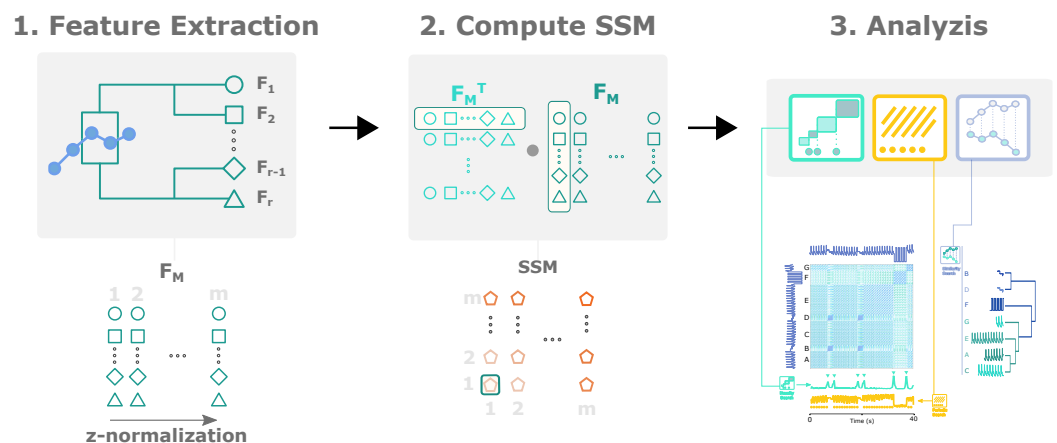 1. Feature Extraction
2. Compute SSM
3. Analyzis
F1
F2
Fr-1
Fr
FM
1 2 m
z-normalization
FM^T
FM
SSM
m
2
1
1 2 m
G
F
E
D
C
B
A
0 40
Time (s)
B
D
F
G
E
A
C